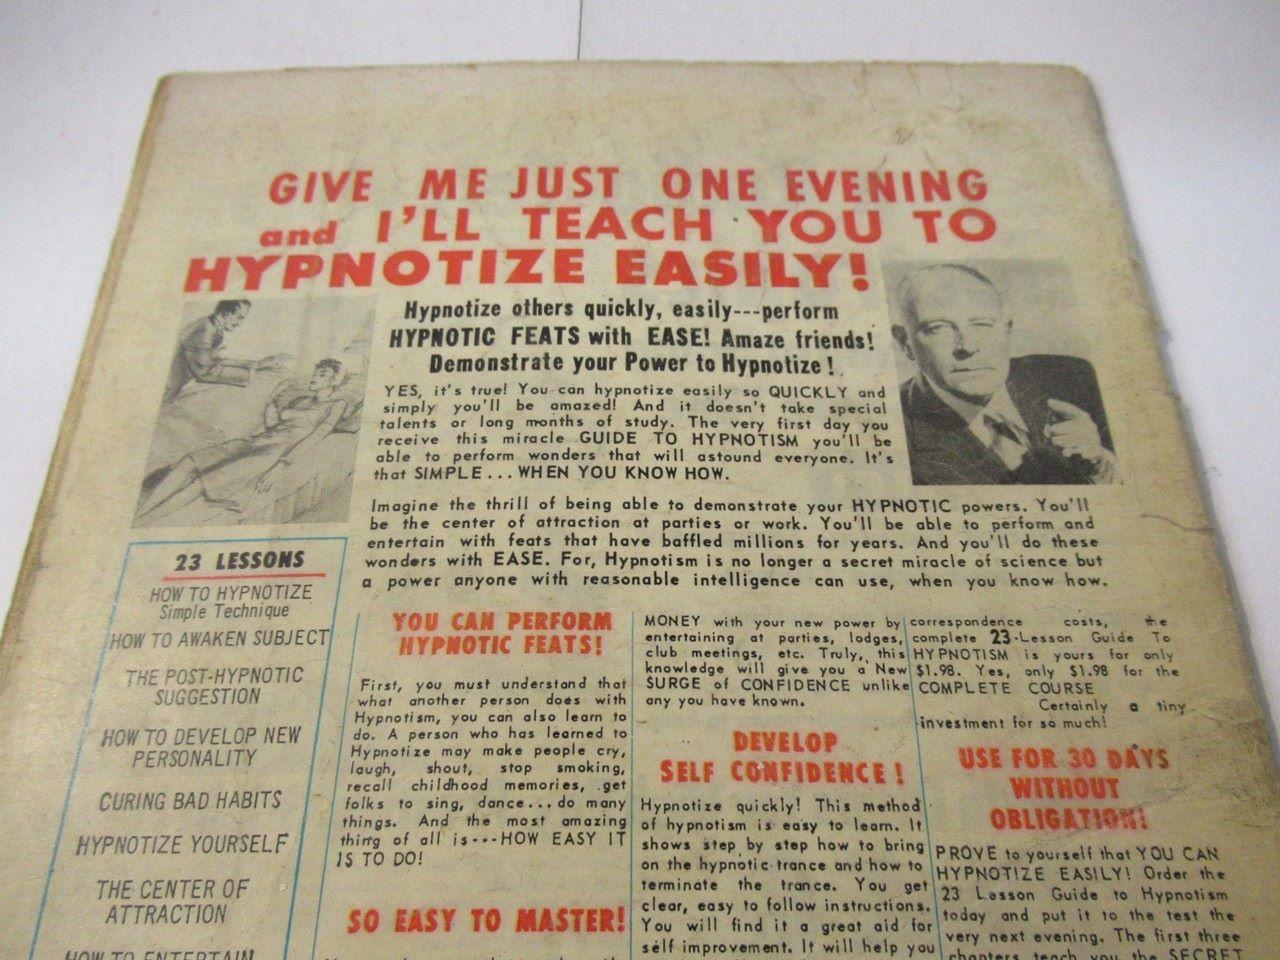 GIVE ME JUST ONE EVENING
and I'LL TEACH YOU TO
HYPNOTIZE EASILY!
Hypnotize others quickly, easily---perform
HYPNOTIC FEATS with EASE! Amaze friends!
Demonstrate your Power to Hypnotize!
YES, it's true! You can hypnotize easily so QUICKLY and
simply you'll be amazed! And it doesn't take special
talents or long months of study. The very first day you
receive this miracle GUIDE TO HYPNOTISM you'll be
able to perform wonders that will astound everyone. It's
that SIMPLE...WHEN YOU KNOW HOW.
Imagine the thrill of being able to demonstrate your HYPNOTIC powers. You'll
be the center of attraction at parties or work. You'll be able to perform and
entertain with feats that have baffled millions for years. And you'll do these
wonders with EASE. For, Hypnotism is no longer a secret miracle of science but
a power anyone with reasonable intelligence can use, when you know how.
23 LESSONS
HOW TO HYPNOTIZE
Simple Technique
HOW TO AWAKEN SUBJECT
THE POST-HYPNOTIC
SUGGESTION
HOW TO DEVELOP NEW
PERSONALITY
CURING BAD HABITS
HYPNOTIZE YOURSELF
THE CENTER OF
ATTRACTION
HOW TO ENTERTAIN
YOU CAN PERFORM
HYPNOTIC FEATS!
First, you must understand that
what another person does with
Hypnotism, you can also learn to
do. A person who has learned to
Hypnotize may make people cry,
laugh, shout, stop smoking,
recall childhood memories, get
folks to sing, dance...do many
things. And the most amazing
thing of all is---HOW EASY IT
IS TO DO!
SO EASY TO MASTER!
MONEY with your new power by
entertaining at parties, lodges,
club meetings, etc. Truly, this
knowledge will give you a New
SURGE of CONFIDENCE unlike
any you have known.
DEVELOP
SELF CONFIDENCE!
Hypnotize quickly! This method
of hypnotism is easy to learn. It
shows step by step how to bring
on the hypnotic trance and how to
terminate the trance. You get
clear, easy to follow instructions.
You will find it a great aid for
self improvement. It will help you
correspondence costs, the
complete 23-Lesson Guide To
HYPNOTISM is yours for only
$1.98. Yes, only $1.98 for the
COMPLETE COURSE
Certainly a tiny
investment for so much!
USE FOR 30 DAYS
WITHOUT
OBLIGATION!
PROVE to yourself that YOU CAN
HYPNOTIZE EASILY! Order the
23 Lesson Guide to Hypnotism
today and put it to the test the
very next evening. The first three
chapters teach you the SECRET